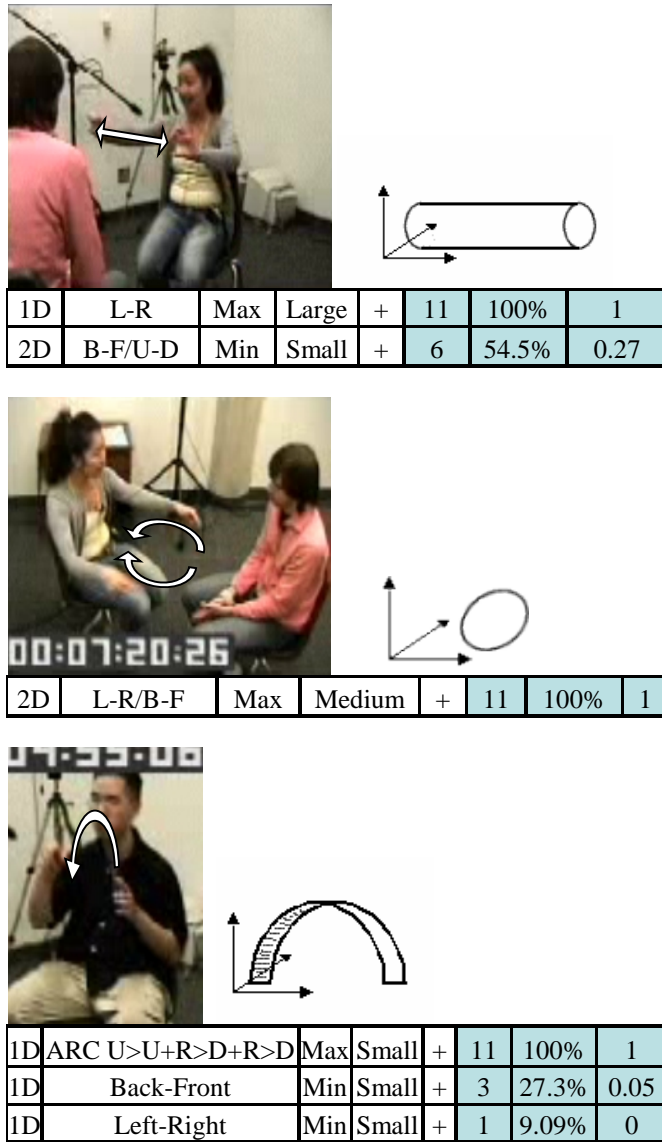 1D L-R Max Large + 11 100% 1
2D B-F/U-D Min Small + 6 54.5% 0.27
00:07:20:26
2D L-R/B-F Max Medium + 11 100% 1
1D ARC U>U+R>D+R>D Max Small + 11 100% 1
1D Back-Front Min Small + 3 27.3% 0.05
1D Left-Right Min Small + 1 9.09% 0